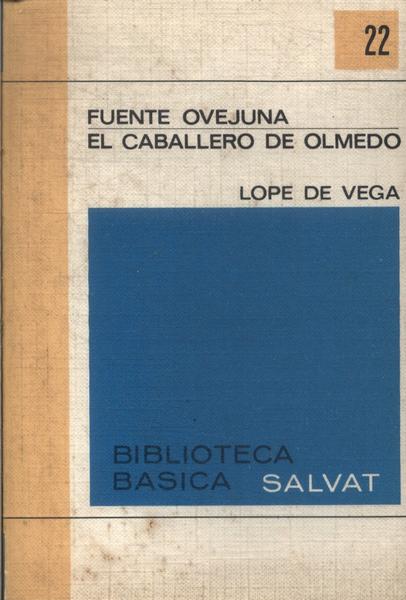 22
FUENTE OVEJUNA
EL CABALLERO DE OLMEDO
LOPE DE VEGA
BIBLIOTECA
BASICA SALVAT